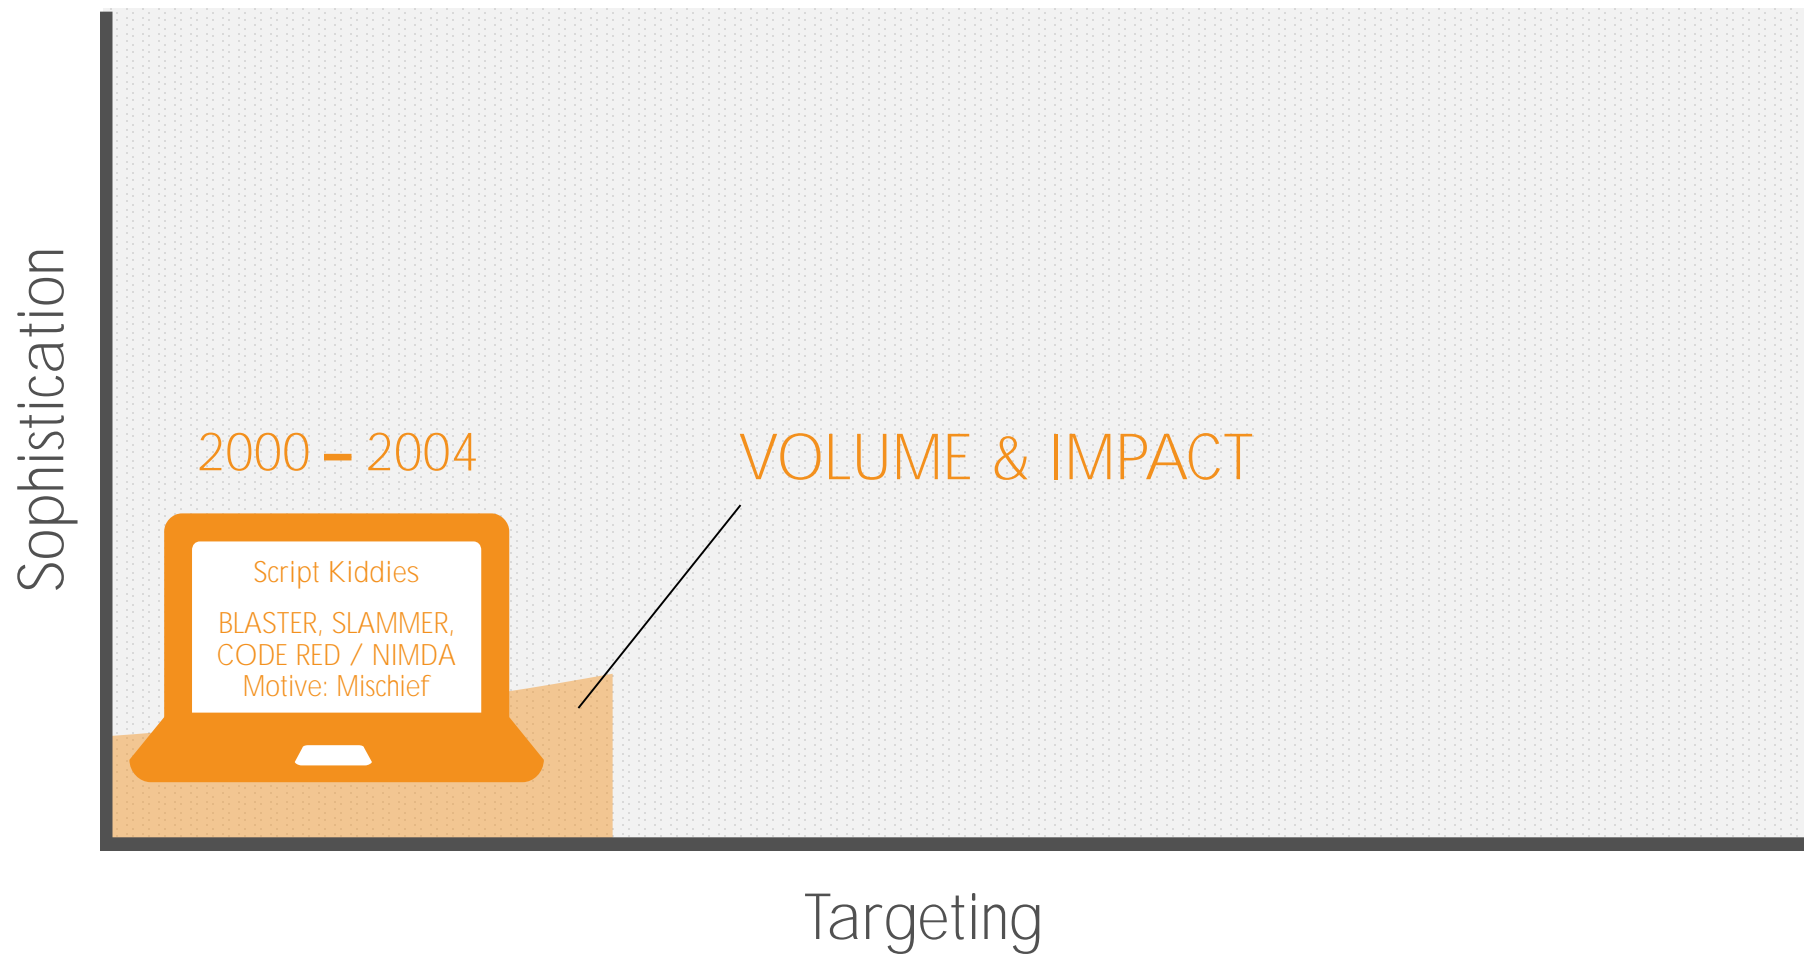 Sophistication
2000 – 2004
VOLUME & IMPACT
Script Kiddies
BLASTER, SLAMMER,
CODE RED / NIMDA
Motive: Mischief
Targeting